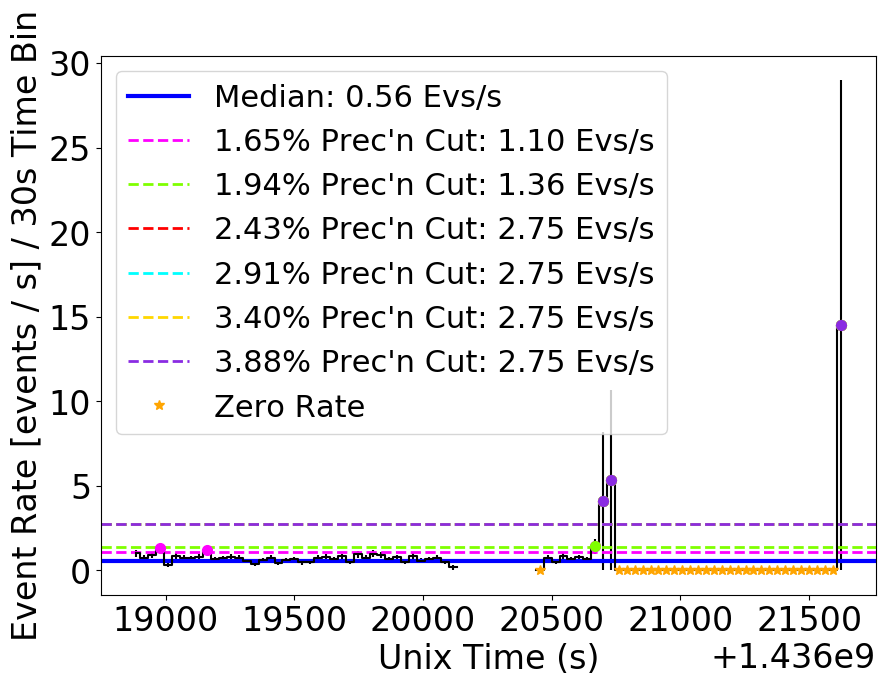 Event Rate [events / s] / 30s Time Bin
30
25
20
15
10
5
0
Median: 0.56 Evs/s
1.65% Prec'n Cut: 1.10 Evs/s
1.94% Prec'n Cut: 1.36 Evs/s
2.43% Prec'n Cut: 2.75 Evs/s
2.91% Prec'n Cut: 2.75 Evs/s
3.40% Prec'n Cut: 2.75 Evs/s
3.88% Prec'n Cut: 2.75 Evs/s
Zero Rate
19000 19500 20000 20500 21000 21500
Unix Time (s) +1.436e9